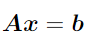 Ax = b